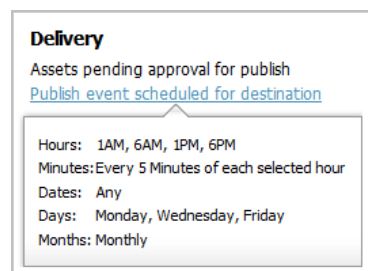 Delivery
Assets pending approval for publish
Publish event scheduled for destination
Hours: 1AM, 6AM, 1PM, 6PM
Minutes: Every 5 Minutes of each selected hour
Dates: Any
Days: Monday, Wednesday, Friday
Months: Monthly